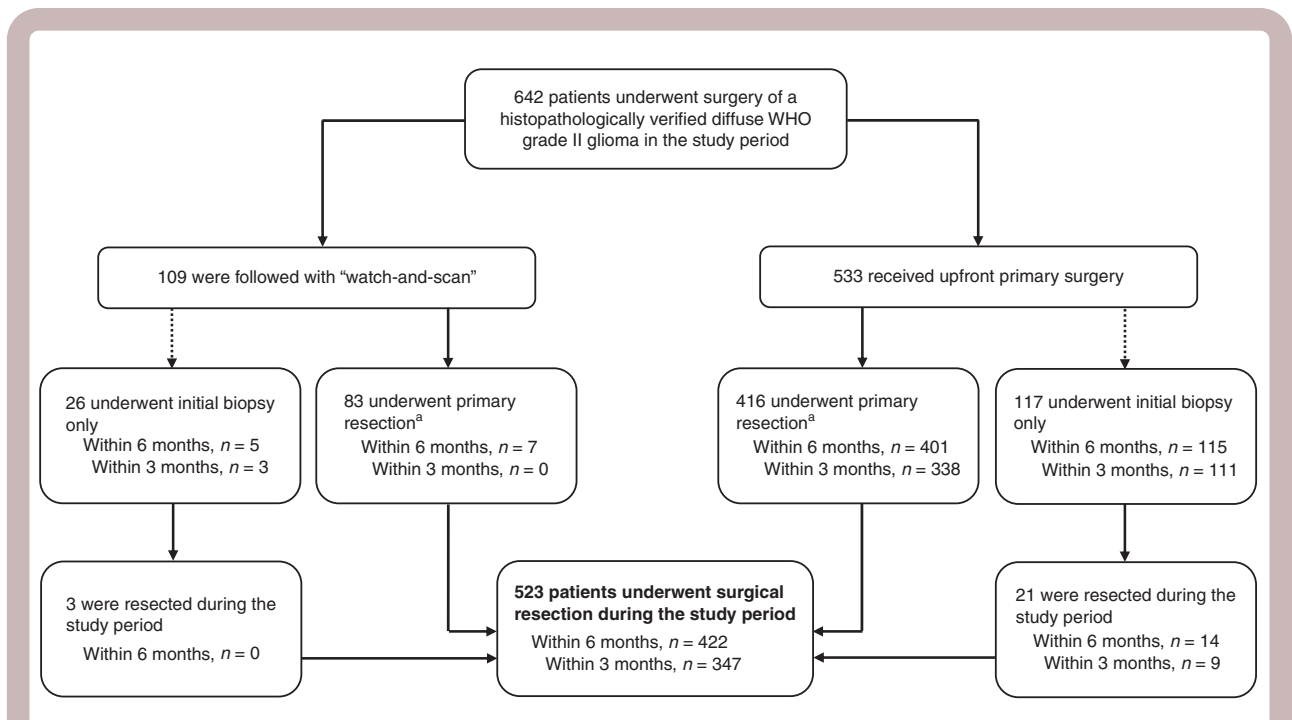 642 patients underwent surgery of a
histopathologically verified diffuse WHO
grade II glioma in the study period
109 were followed with “watch-and-scan”
533 received upfront primary surgery
26 underwent initial biopsy
only
Within 6 months, n = 5
Within 3 months, n = 3
83 underwent primary
resectionᵃ
Within 6 months, n = 7
Within 3 months, n = 0
416 underwent primary
resectionᵃ
Within 6 months, n = 401
Within 3 months, n = 338
117 underwent initial biopsy
only
Within 6 months, n = 115
Within 3 months, n = 111
3 were resected during the
study period
Within 6 months, n = 0
523 patients underwent surgical
resection during the study period
Within 6 months, n = 422
Within 3 months, n = 347
21 were resected during the
study period
Within 6 months, n = 14
Within 3 months, n = 9